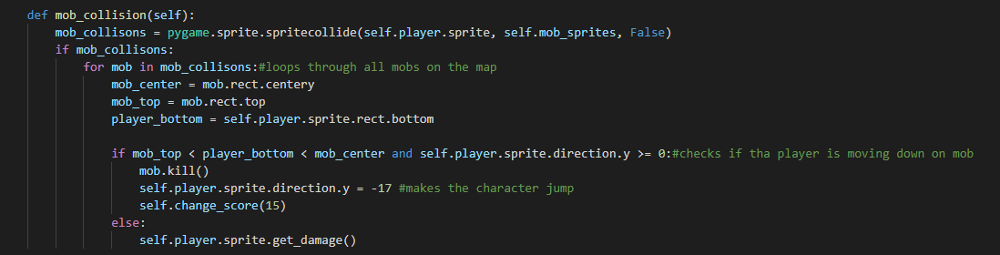 def mob_collision(self):
    mob_collisons = pygame.sprite.spritecollide(self.player.sprite, self.mob_sprites, False)
    if mob_collisons:
        for mob in mob_collisons:#loops through all mobs on the map
            mob_center = mob.rect.centery
            mob_top = mob.rect.top
            player_bottom = self.player.sprite.rect.bottom

            if mob_top < player_bottom < mob_center and self.player.sprite.direction.y >= 0:#checks if tha player is moving down on mob
                mob.kill()
                self.player.sprite.direction.y = -17 #makes the character jump
                self.change_score(15)
            else:
                self.player.sprite.get_damage()